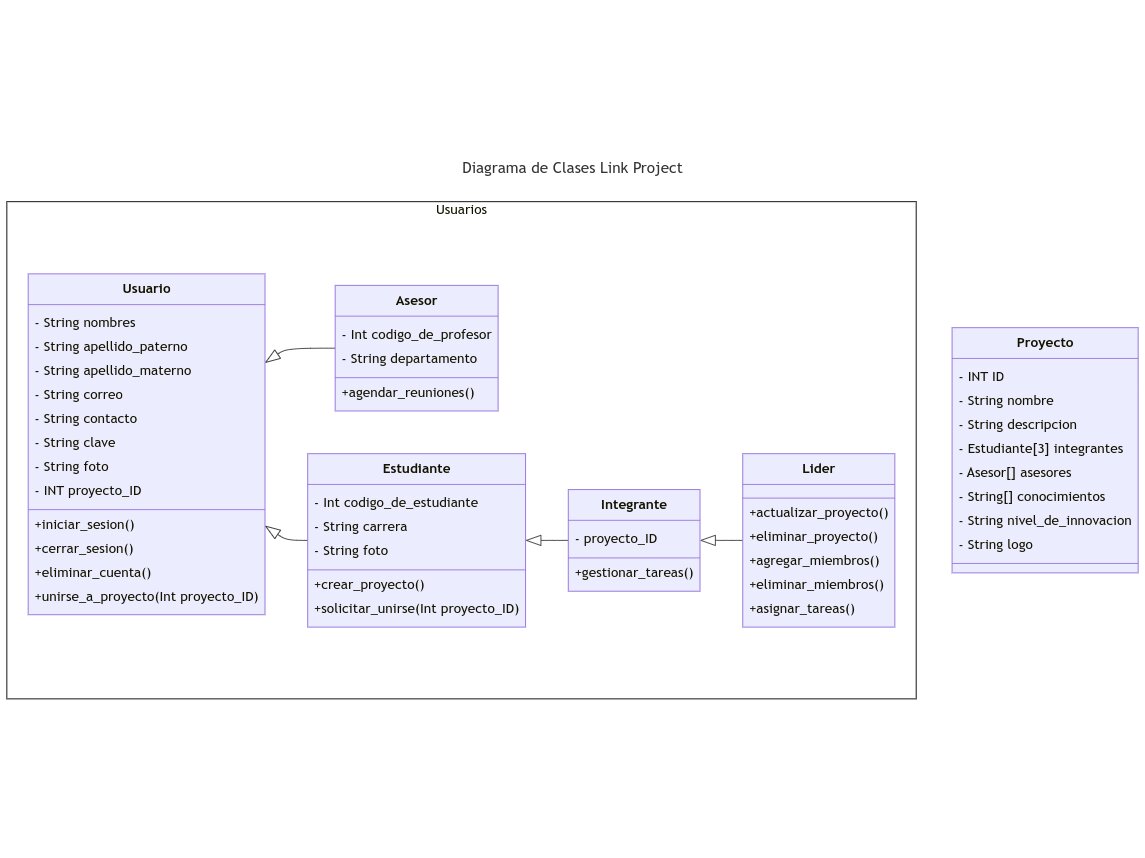 Diagrama de Clases Link Project
Usuarios
Usuario
- String nombres
- String apellido_paterno
- String apellido_materno
- String correo
- String contacto
- String clave
- String foto
- INT proyecto_ID
+iniciar_sesion()
+cerrar_sesion()
+eliminar_cuenta()
+unirse_a_proyecto(Int proyecto_ID)
Asesor
- Int codigo_de_profesor
- String departamento
+agendar_reuniones()
Estudiante
- Int codigo_de_estudiante
- String carrera
- String foto
+crear_proyecto()
+solicitar_unirse(Int proyecto_ID)
Integrante
- proyecto_ID
+gestionar_tareas()
Lider
+actualizar_proyecto()
+eliminar_proyecto()
+agregar_miembros()
+eliminar_miembros()
+asignar_tareas()
Proyecto
- INT ID
- String nombre
- String descripcion
- Estudiante[3] integrantes
- Asesor[] asesores
- String[] conocimientos
- String nivel_de_innovacion
- String logo